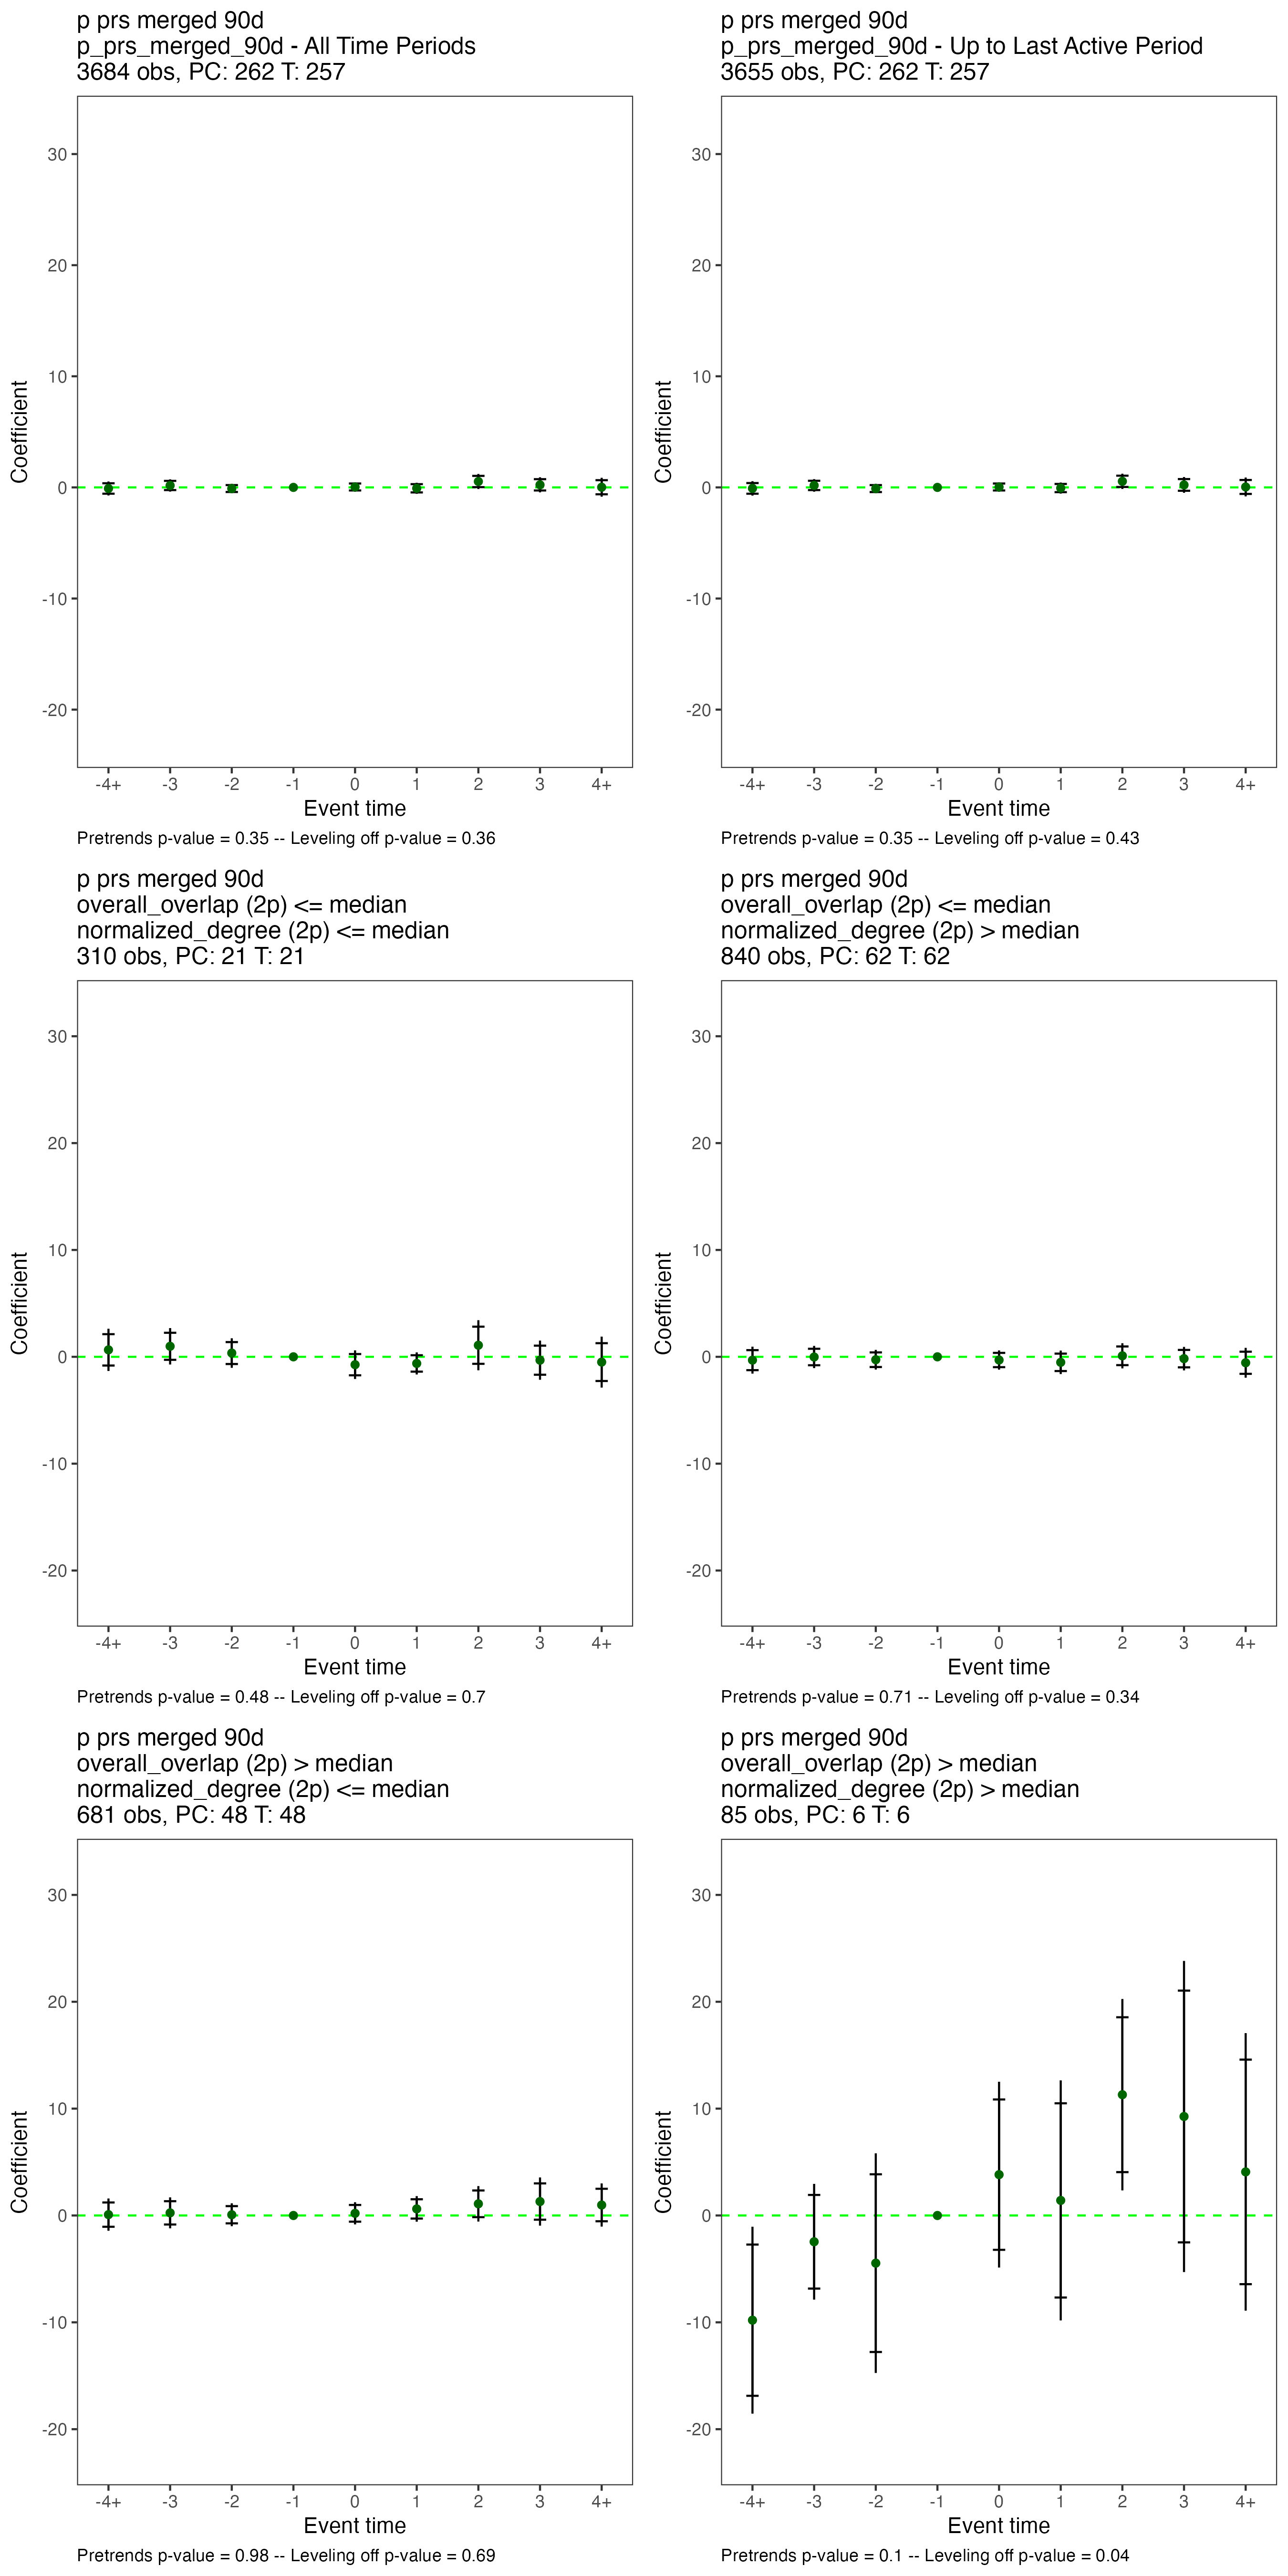 p prs merged 90d
p_prs_merged_90d - All Time Periods
3684 obs, PC: 262 T: 257
30
20
10
0
-10
-20
Coefficient
-4+ -3 -2 -1 0 1 2 3 4+
Event time
Pretrends p-value = 0.35 -- Leveling off p-value = 0.36
p prs merged 90d
p_prs_merged_90d - Up to Last Active Period
3655 obs, PC: 262 T: 257
30
20
10
0
-10
-20
Coefficient
-4+ -3 -2 -1 0 1 2 3 4+
Event time
Pretrends p-value = 0.35 -- Leveling off p-value = 0.43
p prs merged 90d
overall_overlap (2p) <= median
normalized_degree (2p) <= median
310 obs, PC: 21 T: 21
30
20
10
0
-10
-20
Coefficient
-4+ -3 -2 -1 0 1 2 3 4+
Event time
Pretrends p-value = 0.48 -- Leveling off p-value = 0.7
p prs merged 90d
overall_overlap (2p) <= median
normalized_degree (2p) > median
840 obs, PC: 62 T: 62
30
20
10
0
-10
-20
Coefficient
-4+ -3 -2 -1 0 1 2 3 4+
Event time
Pretrends p-value = 0.71 -- Leveling off p-value = 0.34
p prs merged 90d
overall_overlap (2p) > median
normalized_degree (2p) <= median
681 obs, PC: 48 T: 48
30
20
10
0
-10
-20
Coefficient
-4+ -3 -2 -1 0 1 2 3 4+
Event time
Pretrends p-value = 0.98 -- Leveling off p-value = 0.69
p prs merged 90d
overall_overlap (2p) > median
normalized_degree (2p) > median
85 obs, PC: 6 T: 6
30
20
10
0
-10
-20
Coefficient
-4+ -3 -2 -1 0 1 2 3 4+
Event time
Pretrends p-value = 0.1 -- Leveling off p-value = 0.04